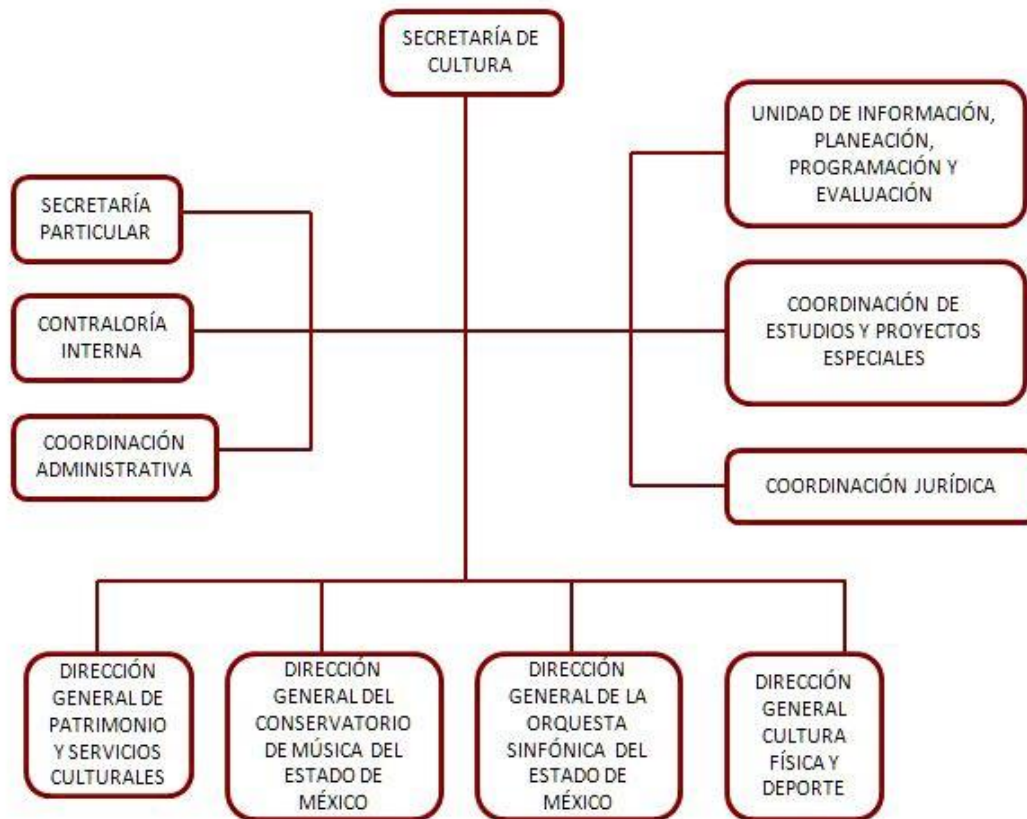 SECRETARÍA DE
CULTURA
UNIDAD DE INFORMACIÓN,
PLANEACIÓN,
PROGRAMACIÓN Y
EVALUACIÓN
SECRETARÍA
PARTICULAR
CONTRALORÍA
INTERNA
COORDINACIÓN DE
ESTUDIOS Y PROYECTOS
ESPECIALES
COORDINACIÓN
ADMINISTRATIVA
COORDINACIÓN JURÍDICA
DIRECCIÓN
GENERAL DE
PATRIMONIO
Y SERVICIOS
CULTURALES
DIRECCIÓN
GENERAL DEL
CONSERVATORIO
DE MÚSICA DEL
ESTADO DE
MÉXICO
DIRECCIÓN
GENERAL DE LA
ORQUESTA
SINFÓNICA DEL
ESTADO DE
MÉXICO
DIRECCIÓN
GENERAL
CULTURA
FÍSICA Y
DEPORTE